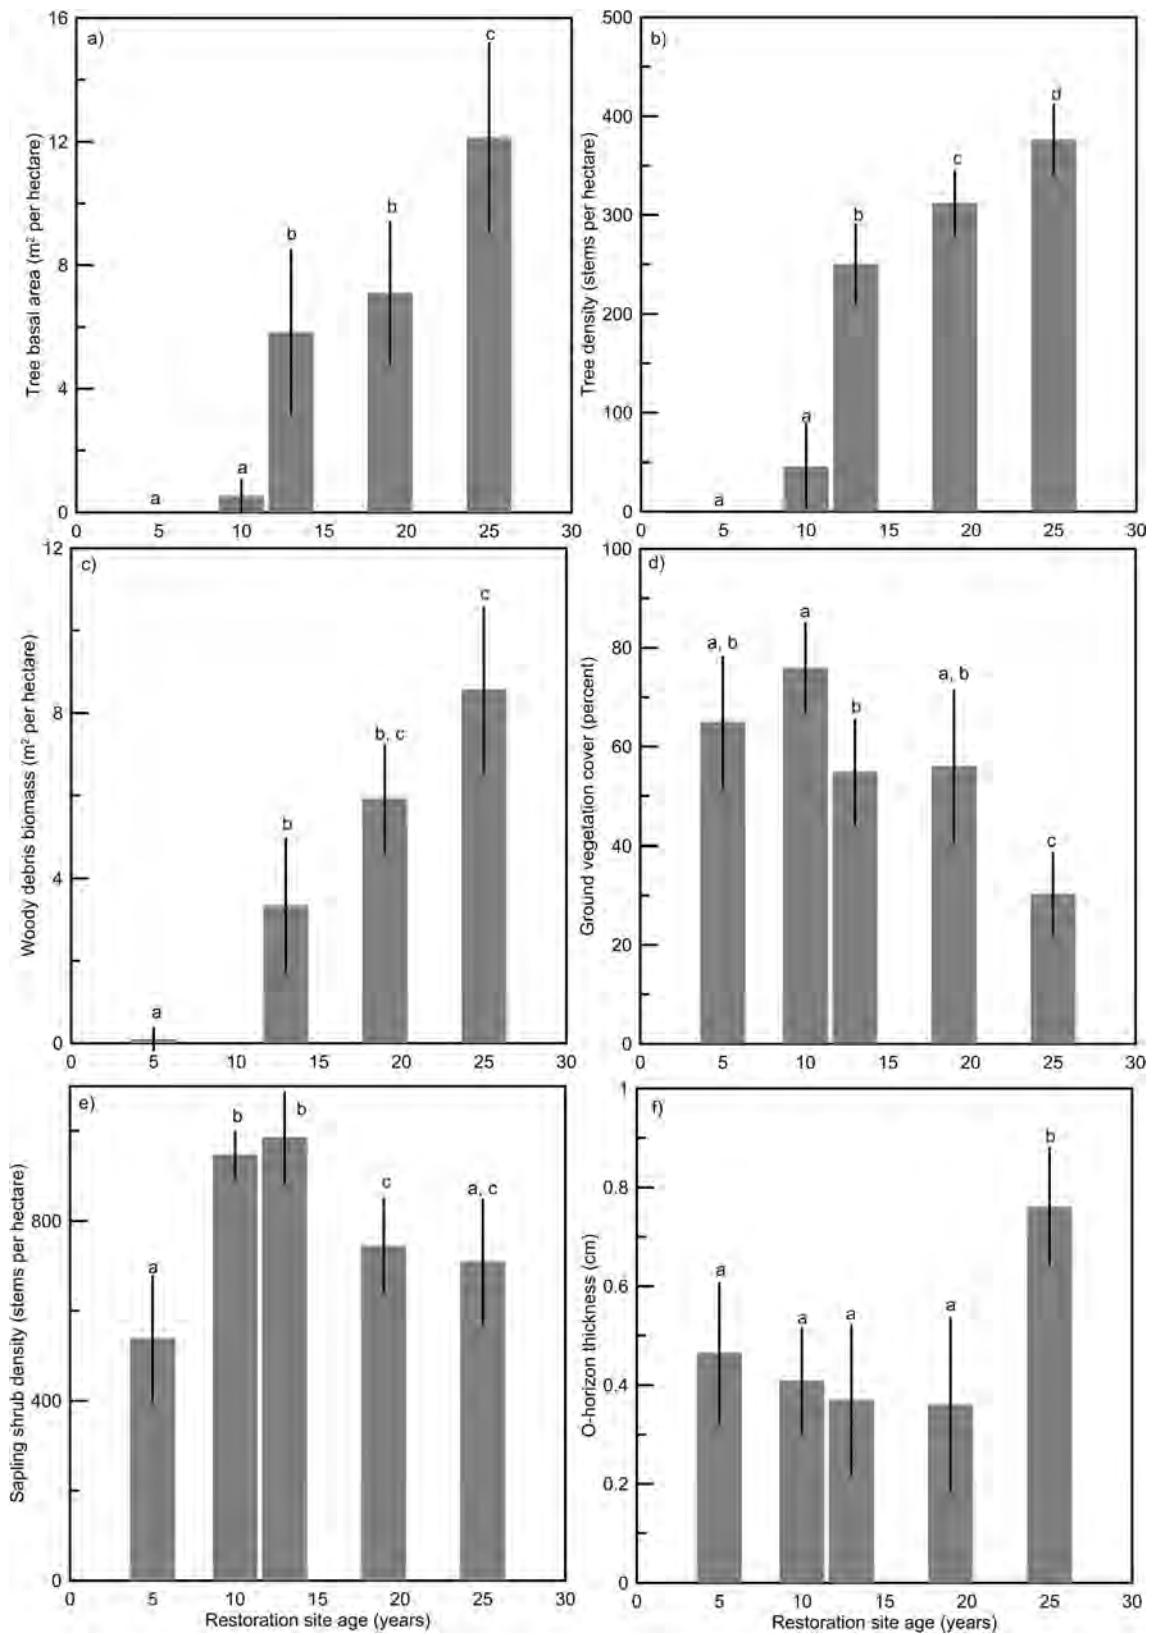 a)
Tree basal area (m² per hectare)
16
12
8
4
0
a
a
b
b
c
0 5 10 15 20 25 30
b)
Tree density (stems per hectare)
500
400
300
200
100
0
a
a
b
c
d
0 5 10 15 20 25 30
c)
Woody debris biomass (m² per hectare)
12
8
4
0
a
b
b, c
c
0 5 10 15 20 25 30
d)
Ground vegetation cover (percent)
100
80
60
40
20
0
a, b
a
b
a, b
c
0 5 10 15 20 25 30
e)
Sapling shrub density (stems per hectare)
800
400
0
a
b
b
c
a, c
0 5 10 15 20 25 30
Restoration site age (years)
f)
O-horizon thickness (cm)
1
0.8
0.6
0.4
0.2
0
a
a
a
a
b
0 5 10 15 20 25 30
Restoration site age (years)